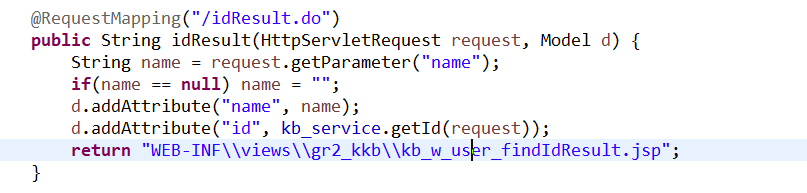 @RequestMapping("/idResult.do")
public String idResult(HttpServletRequest request, Model d) {
String name = request.getParameter("name");
if(name == null) name = "";
d.addAttribute("name", name);
d.addAttribute("id", kb_service.getId(request));
return "WEB-INF\\views\\gr2_kkb\\kb_w_user_findIdResult.jsp";
}